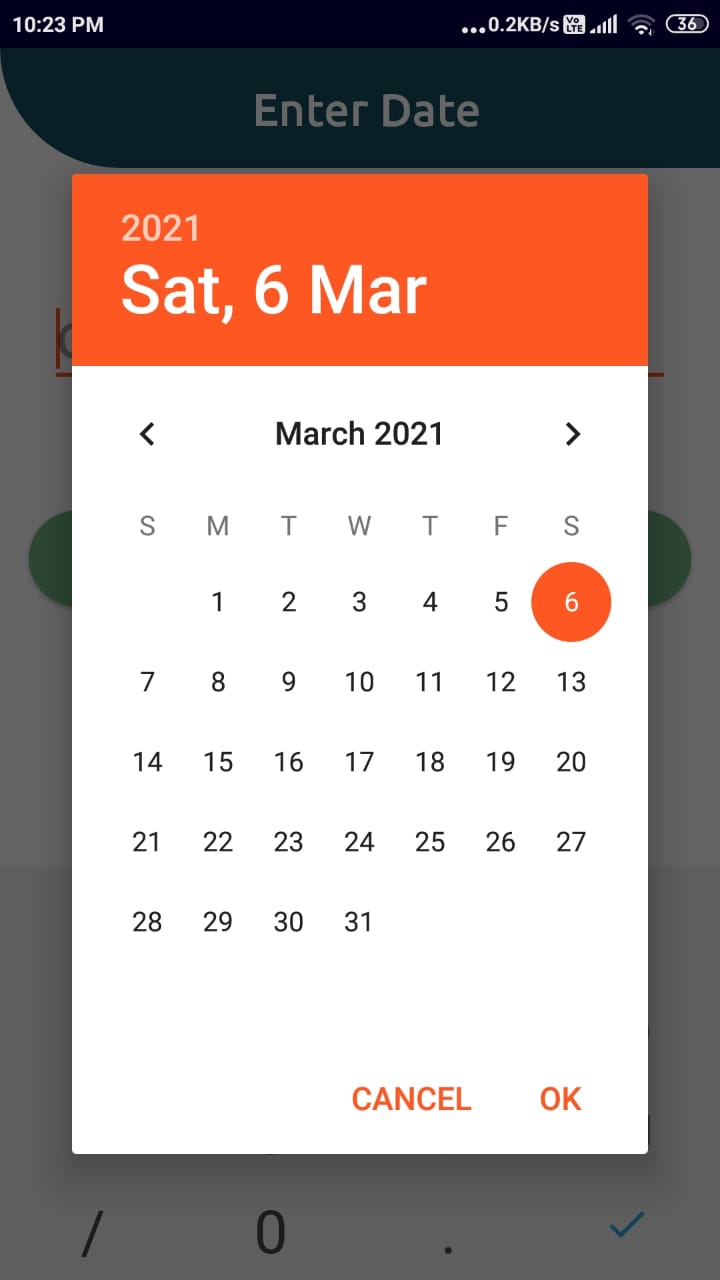 10:23 PM ...0.2KB/s Vo LTE 36
Enter Date
2021
Sat, 6 Mar
March 2021
S M T W T F S
1 2 3 4 5 6
7 8 9 10 11 12 13
14 15 16 17 18 19 20
21 22 23 24 25 26 27
28 29 30 31
CANCEL OK
/ 0 .